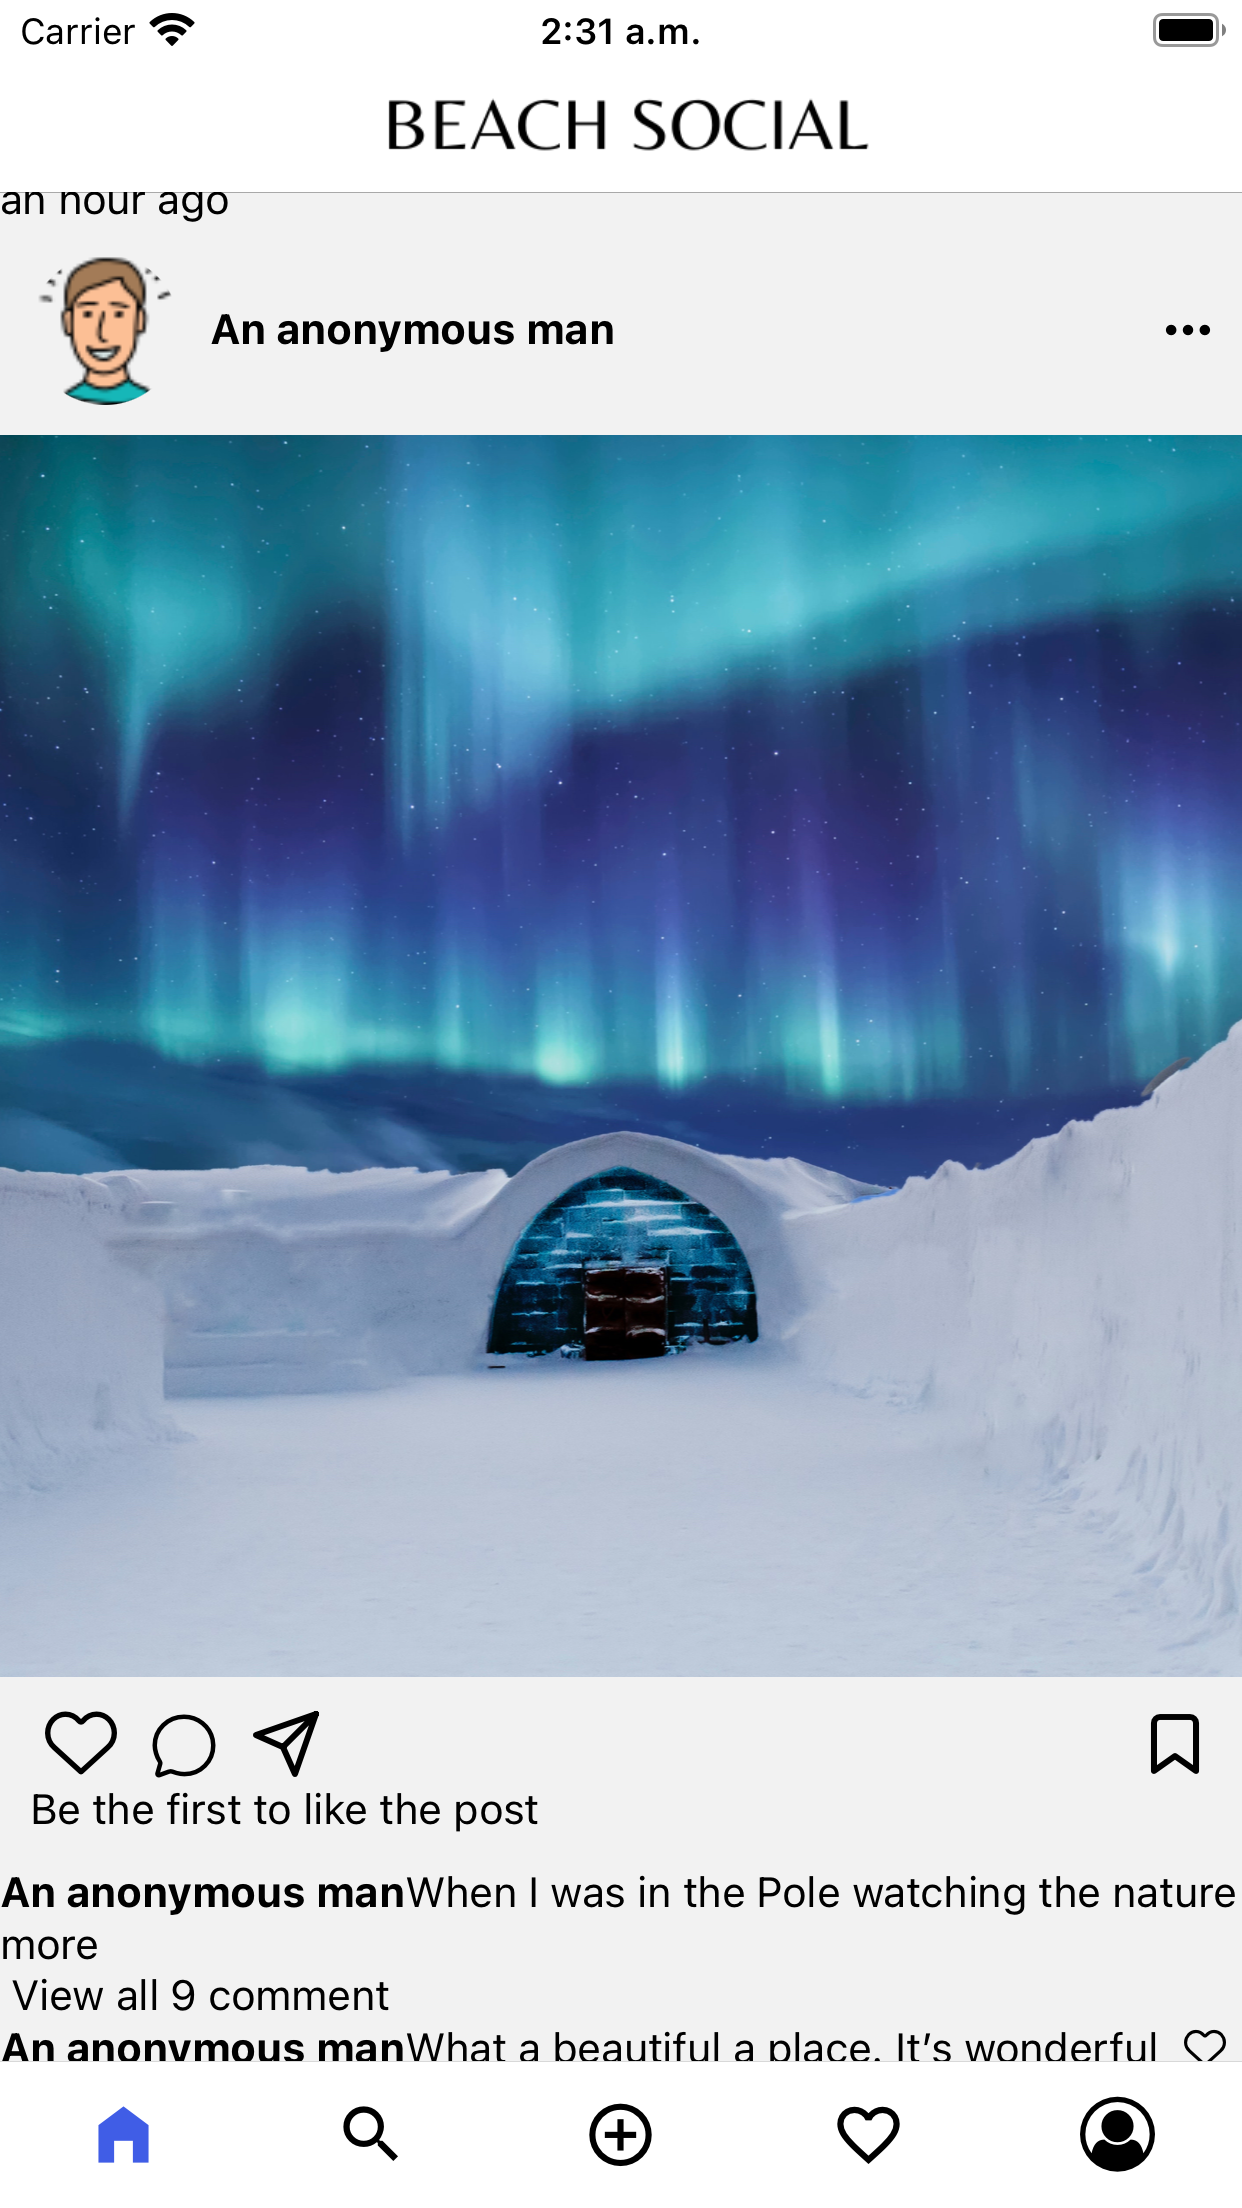 Carrier
2:31 a.m.
BEACH SOCIAL
an hour ago
An anonymous man
Be the first to like the post
An anonymous manWhen I was in the Pole watching the nature
more
View all 9 comment
An anonymous manWhat a beautiful a place. It’s wonderful